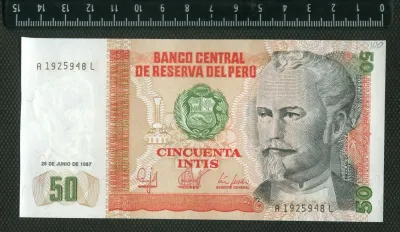 15 14 13 12 11 10 9 8 7 6 5 4 3 2 1 0
BANCO CENTRAL
DE RESERVA DEL PERÚ
A 1925948 L
50
CINCUENTA
INTIS
26 DE JUNIO DE 1987
50
A 1925948 L
50